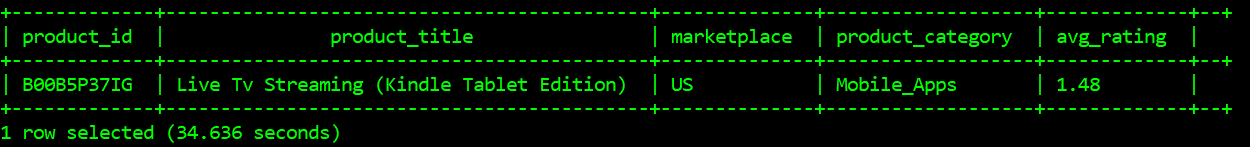 +-------------+----------------------------------------+-------------+------------------+------------+--+
| product_id | product_title | marketplace | product_category | avg_rating | |
+-------------+----------------------------------------+-------------+------------------+------------+--+
| B00B5P37IG | Live Tv Streaming (Kindle Tablet Edition) | US | Mobile_Apps | 1.48 | |
+-------------+----------------------------------------+-------------+------------------+------------+--+
1 row selected (34.636 seconds)